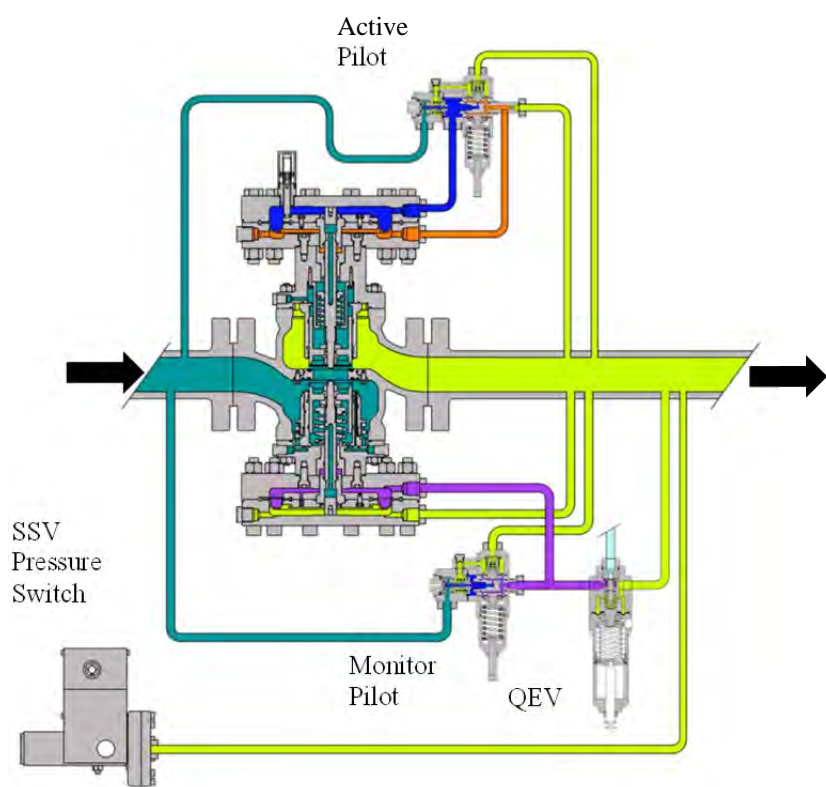 Active
Pilot
SSV
Pressure
Switch
Monitor
Pilot
QEV